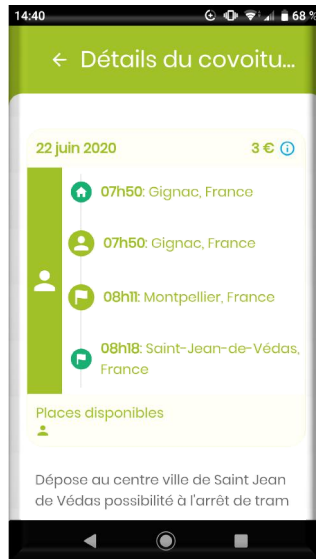 14:40
68 %
Détails du covoitu...
22 juin 2020
3 €
07h50: Gignac, France
07h50: Gignac, France
08h11: Montpellier, France
08h18: Saint-Jean-de-Védas,
France
Places disponibles
Dépose au centre ville de Saint Jean
de Védas possibilité à l'arrêt de tram